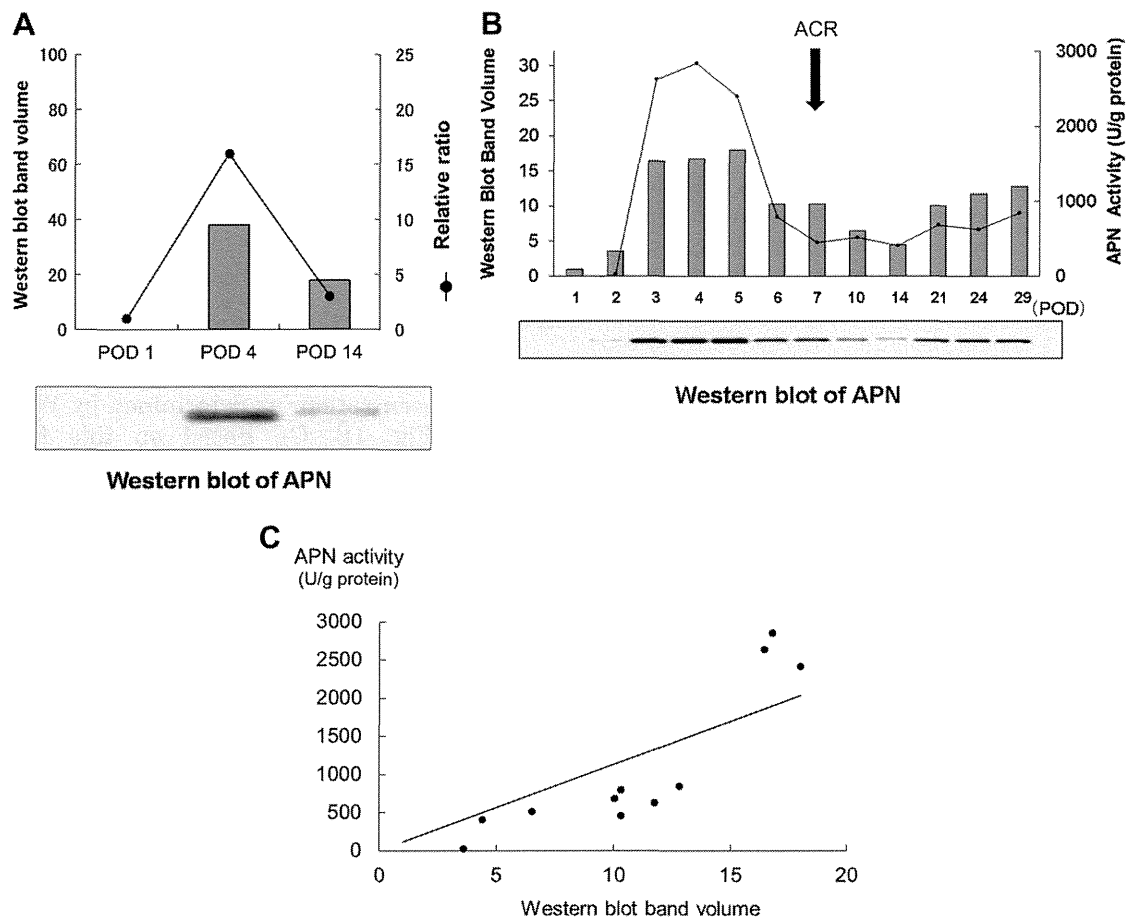 A
Western blot band volume
100
80
60
40
20
0
25
20
15
10
5
0
Relative ratio
POD 1 POD 4 POD 14
Western blot of APN
B
ACR
Western Blot Band Volume
30
25
20
15
10
5
0
3000
2000
1000
0
APN Activity (U/g protein)
1 2 3 4 5 6 7 10 14 21 24 29
(POD)
Western blot of APN
C
APN activity
(U/g protein)
3000
2500
2000
1500
1000
500
0
0 5 10 15 20
Western blot band volume